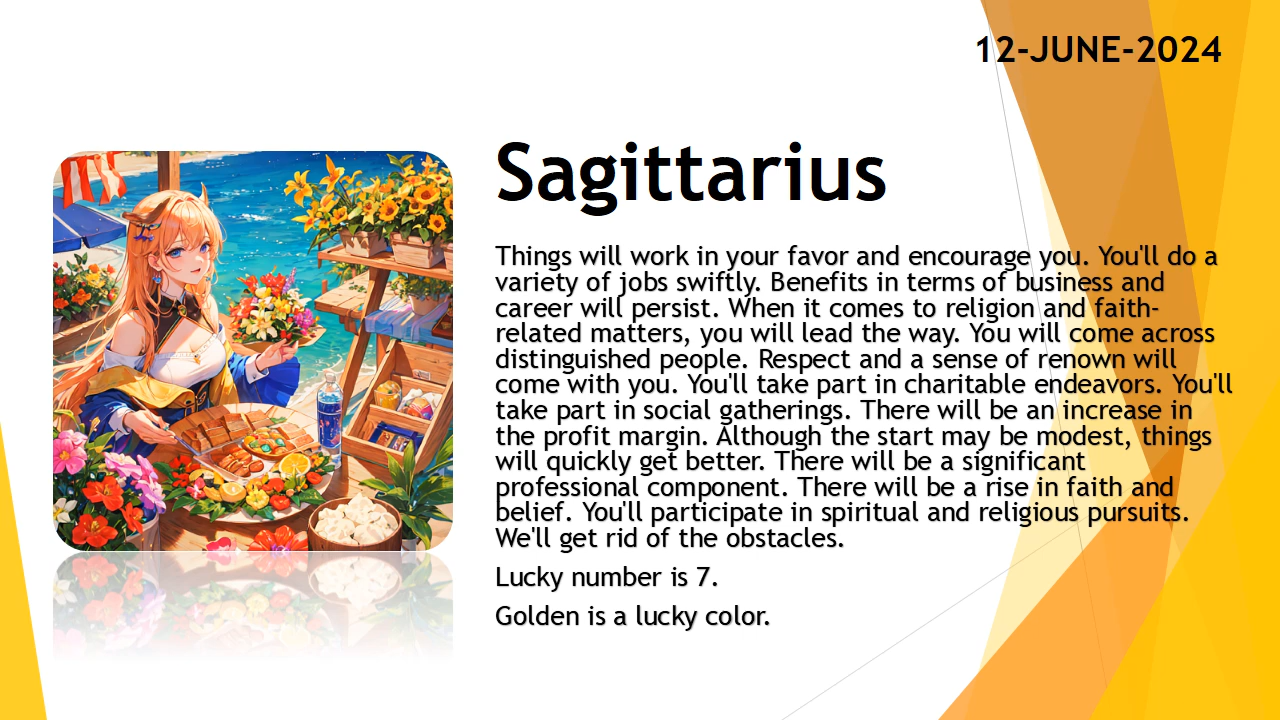 12-JUNE-2024
Sagittarius
Things will work in your favor and encourage you. You'll do a
variety of jobs swiftly. Benefits in terms of business and
career will persist. When it comes to religion and faith-
related matters, you will lead the way. You will come across
distinguished people. Respect and a sense of renown will
come with you. You'll take part in charitable endeavors. You'll
take part in social gatherings. There will be an increase in
the profit margin. Although the start may be modest, things
will quickly get better. There will be a significant
professional component. There will be a rise in faith and
belief. You'll participate in spiritual and religious pursuits.
We'll get rid of the obstacles.
Lucky number is 7.
Golden is a lucky color.